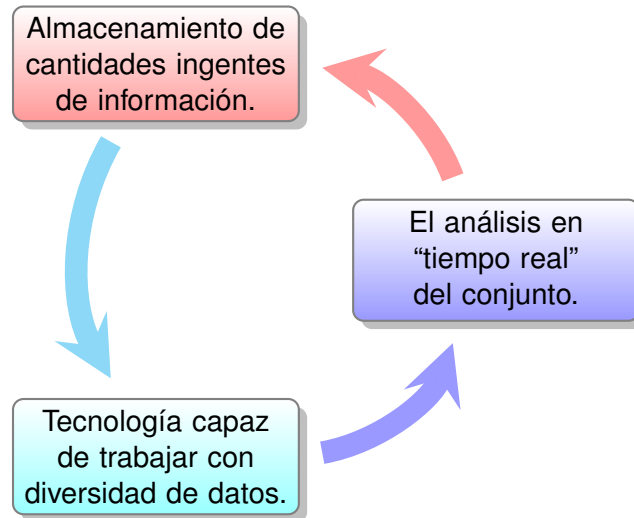 Almacenamiento de
cantidades ingentes
de información.
El análisis en
“tiempo real”
del conjunto.
Tecnología capaz
de trabajar con
diversidad de datos.